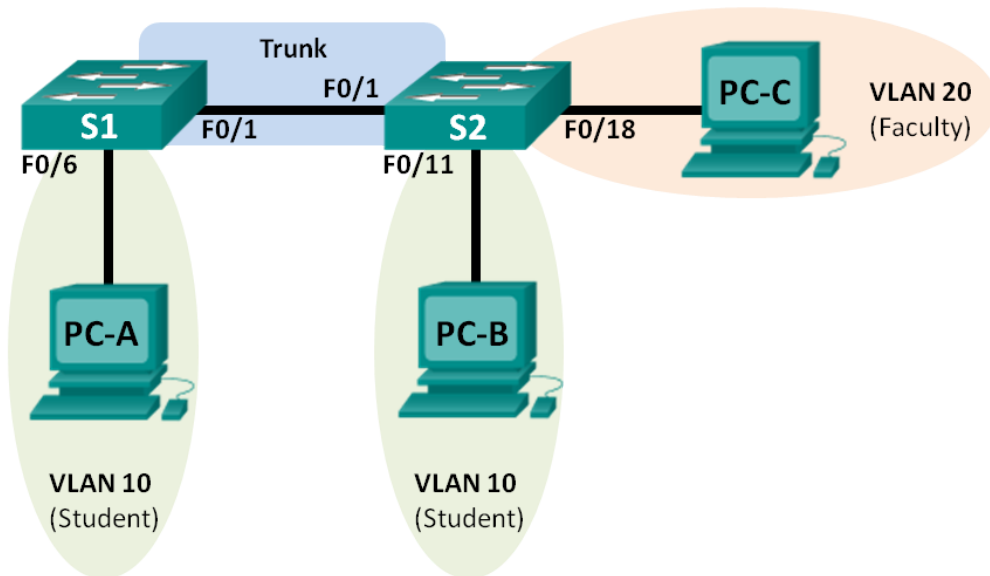 Trunk
F0/1
S1
S2
PC-C
VLAN 20
(Faculty)
F0/1
F0/18
F0/6
F0/11
PC-A
PC-B
VLAN 10
(Student)
VLAN 10
(Student)